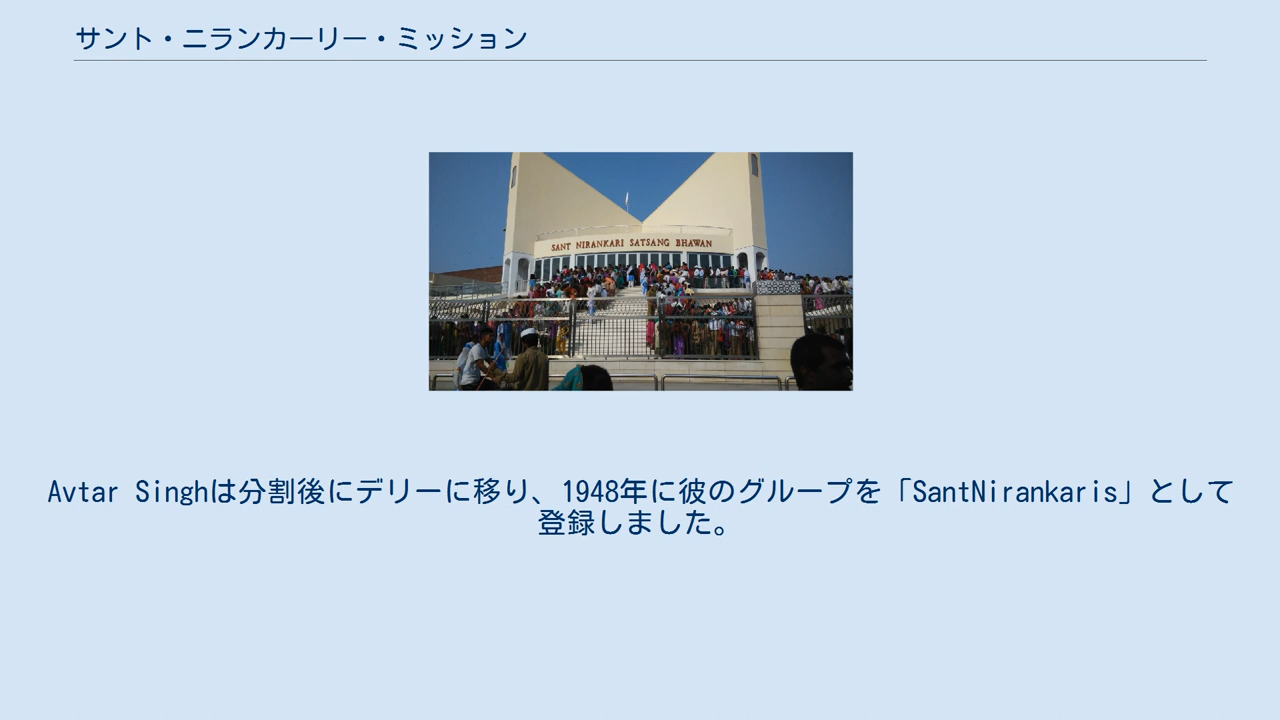 サント・ニランカーリー・ミッション
SANT NIRANKARI SATSANG BHAWAN
Avtar Singhは分割後にデリーに移り、1948年に彼のグループを「SantNirankaris」として
登録しました。